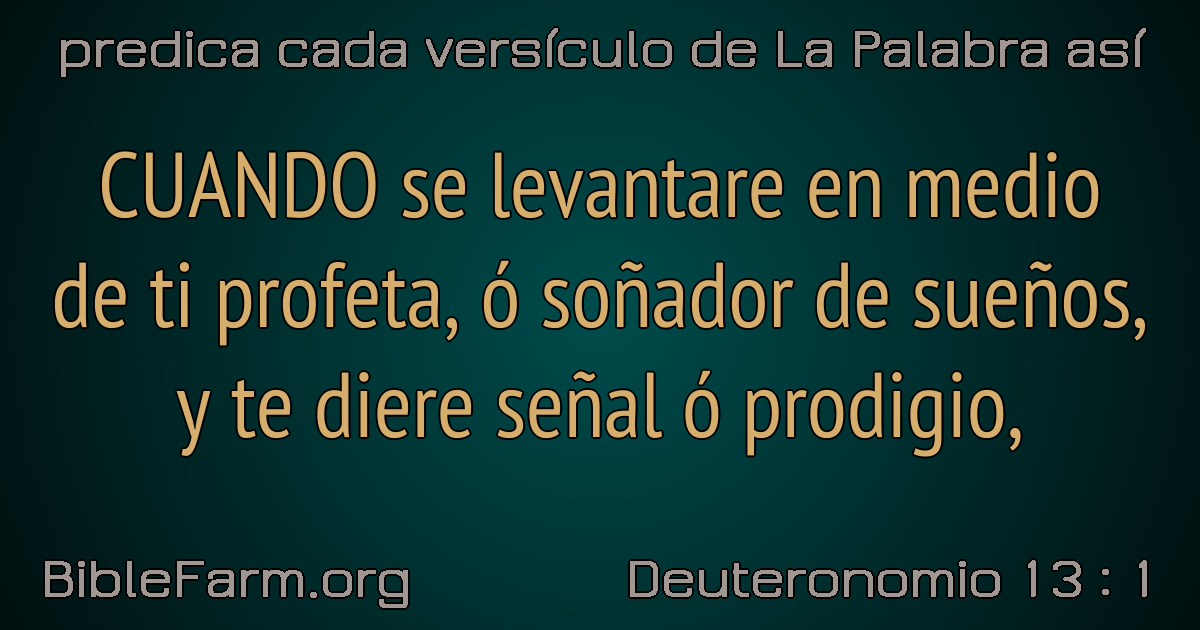 predica cada versículo de La Palabra así
CUANDO se levantare en medio
de ti profeta, ó soñador de sueños,
y te diere señal ó prodigio,
BibleFarm.org
Deuteronomio 13 : 1